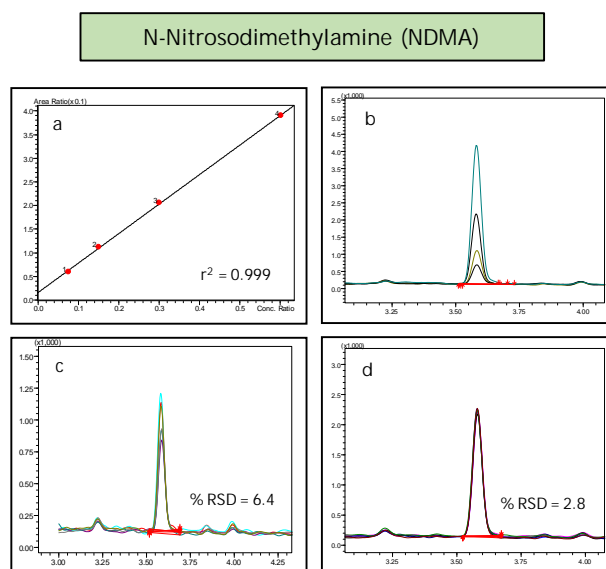 N-Nitrosodimethylamine (NDMA)
Area Ratio(x0.1)
4.0
3.5
3.0
2.5
2.0
1.5
1.0
0.5
0.0
a
1
2
3
4
r² = 0.999
0.0 0.1 0.2 0.3 0.4 0.5 Conc. Ratio
(x1,000)
5.5
5.0
4.5
4.0
3.5
3.0
2.5
2.0
1.5
1.0
0.5
0.0
b
3.25 3.50 3.75 4.00
(x1,000)
1.50
1.25
1.00
0.75
0.50
0.25
0.00
c
% RSD = 6.4
3.00 3.25 3.50 3.75 4.00 4.25
(x1,000)
3.0
2.5
2.0
1.5
1.0
0.5
0.0
d
% RSD = 2.8
3.25 3.50 3.75 4.00